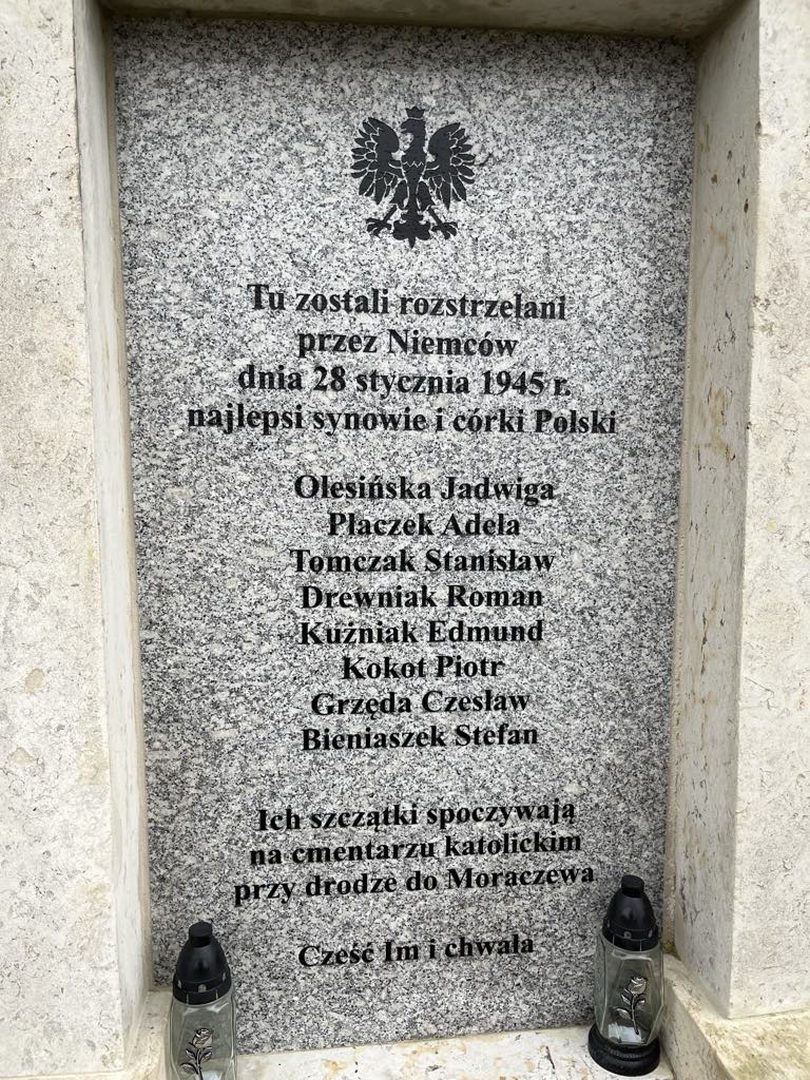 Tu zostali rozstrzelani
przez Niemców
dnia 28 stycznia 1945 r.
najlepsi synowie i córki Polski
Olesińska Jadwiga
Płaczek Adela
Tomczak Stanisław
Drewniak Roman
Kuźniak Edmund
Kokot Piotr
Grzęda Czesław
Bieniaszek Stefan
Ich szczątki spoczywają
na cmentarzu katolickim
przy drodze do Moraczewa
Cześć Im i chwała